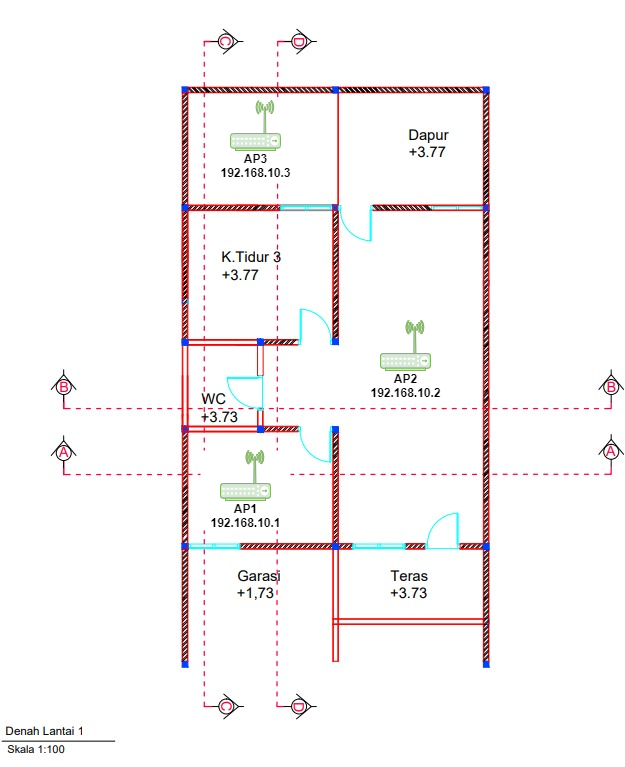 C
D
AP3
192.168.10.3
Dapur
+3.77
K.Tidur 3
+3.77
AP2
192.168.10.2
B
B
WC
+3.73
A
A
AP1
192.168.10.1
Garasi
+1,73
Teras
+3.73
C
D
Denah Lantai 1
Skala 1:100